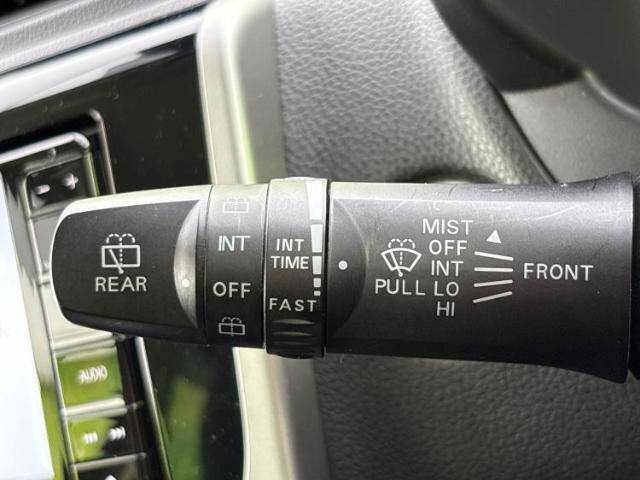 REAR
INT
OFF
INT
TIME
FAST
PULL
MIST
OFF
INT
LO
HI
FRONT
- +
AUDIO